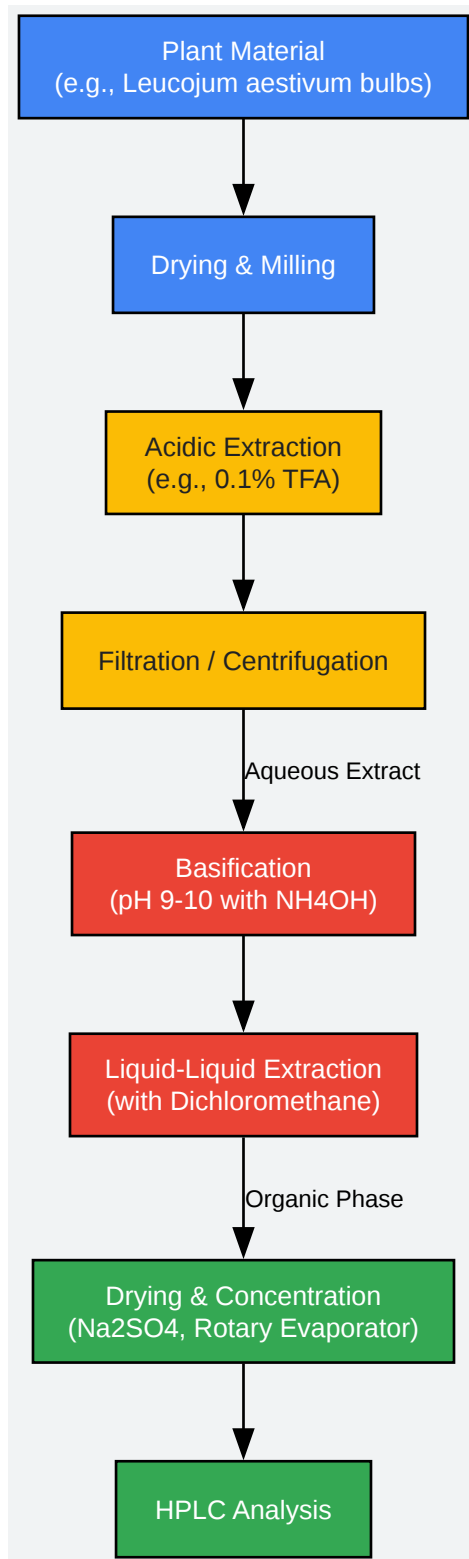 Plant Material
(e.g., Leucojum aestivum bulbs)
Drying & Milling
Acidic Extraction
(e.g., 0.1% TFA)
Filtration / Centrifugation
Aqueous Extract
Basification
(pH 9-10 with NH4OH)
Liquid-Liquid Extraction
(with Dichloromethane)
Organic Phase
Drying & Concentration
(Na2SO4, Rotary Evaporator)
HPLC Analysis